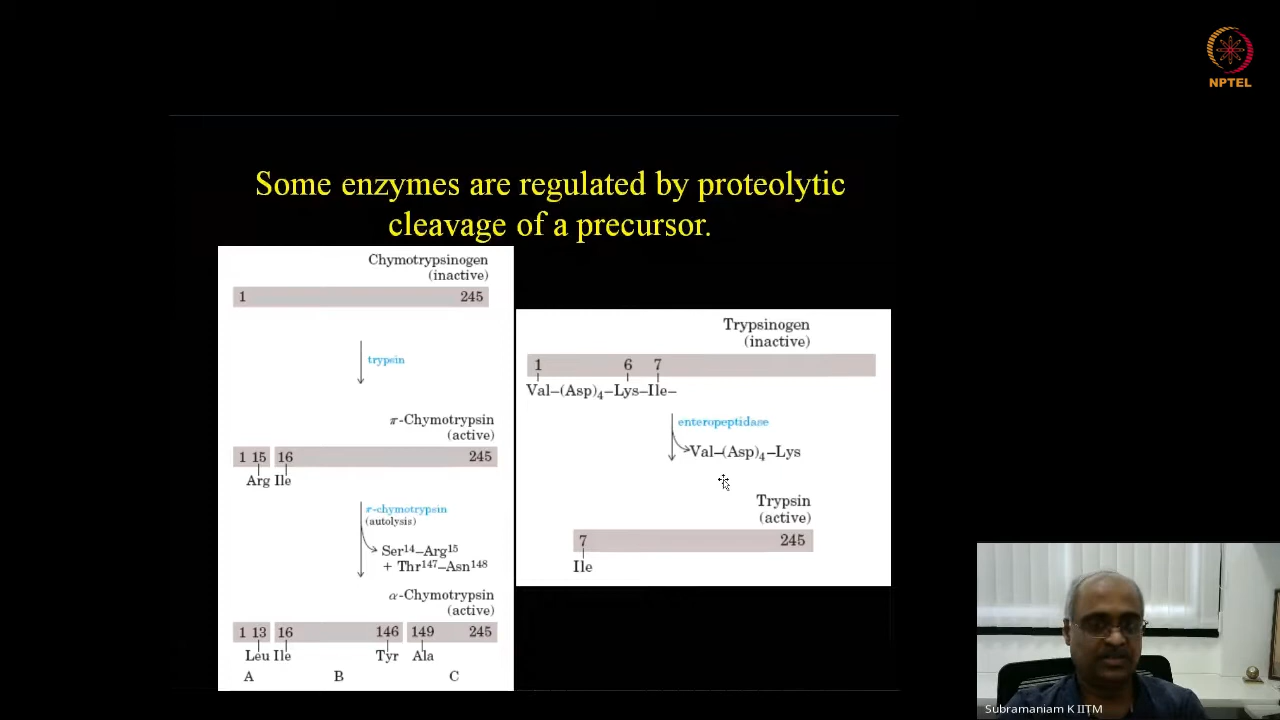 NPTEL
Some enzymes are regulated by proteolytic
cleavage of a precursor.
Chymotrypsinogen
(inactive)
1 245
trypsin
π-Chymotrypsin
(active)
1 15 16 245
Arg Ile
π-chymotrypsin
(autolysis)
Ser¹⁴–Arg¹⁵
+ Thr¹⁴⁷–Asn¹⁴⁸
α-Chymotrypsin
(active)
1 13 16 146 149 245
Leu Ile Tyr Ala
A B C
Trypsinogen
(inactive)
1 6 7
Val–(Asp)₄–Lys–Ile–
enteropeptidase
Val–(Asp)₄–Lys
Trypsin
(active)
7 245
Ile
Subramaniam K IITM